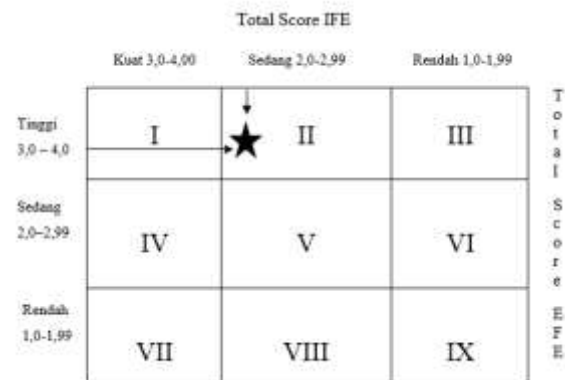 Total Score IFE
Kuat 3,0-4,00 Sedang 2,0-2,99 Rendah 1,0-1,99
Tinggi
3,0 – 4,0
I II III
Sedang
2,0–2,99
IV V VI
Rendah
1,0-1,99
VII VIII IX
Total Score EFE